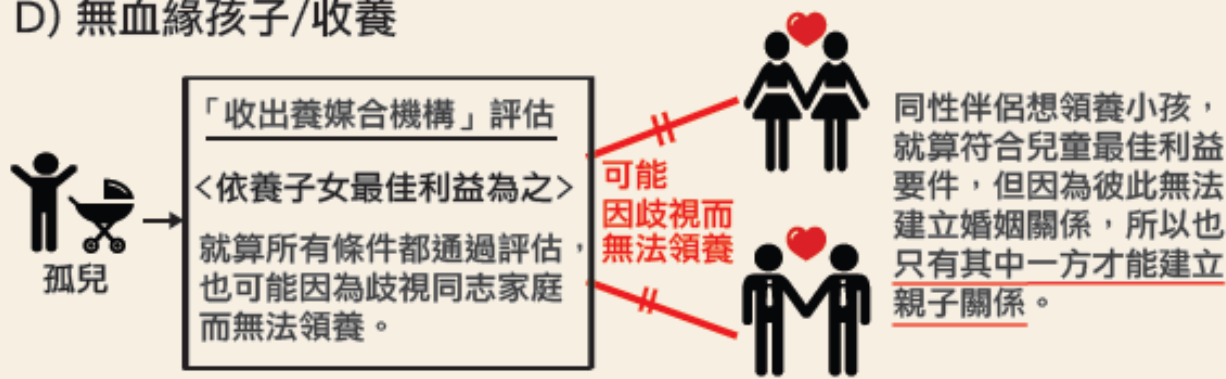 D) 無血緣孩子/收養
「收出養媒合機構」評估
<依養子女最佳利益為之>
就算所有條件都通過評估，
也可能因為歧視同志家庭
而無法領養。
孤兒
可能
因歧視而
無法領養
同性伴侶想領養小孩，
就算符合兒童最佳利益
要件，但因為彼此無法
建立婚姻關係，所以也
只有其中一方才能建立
親子關係。